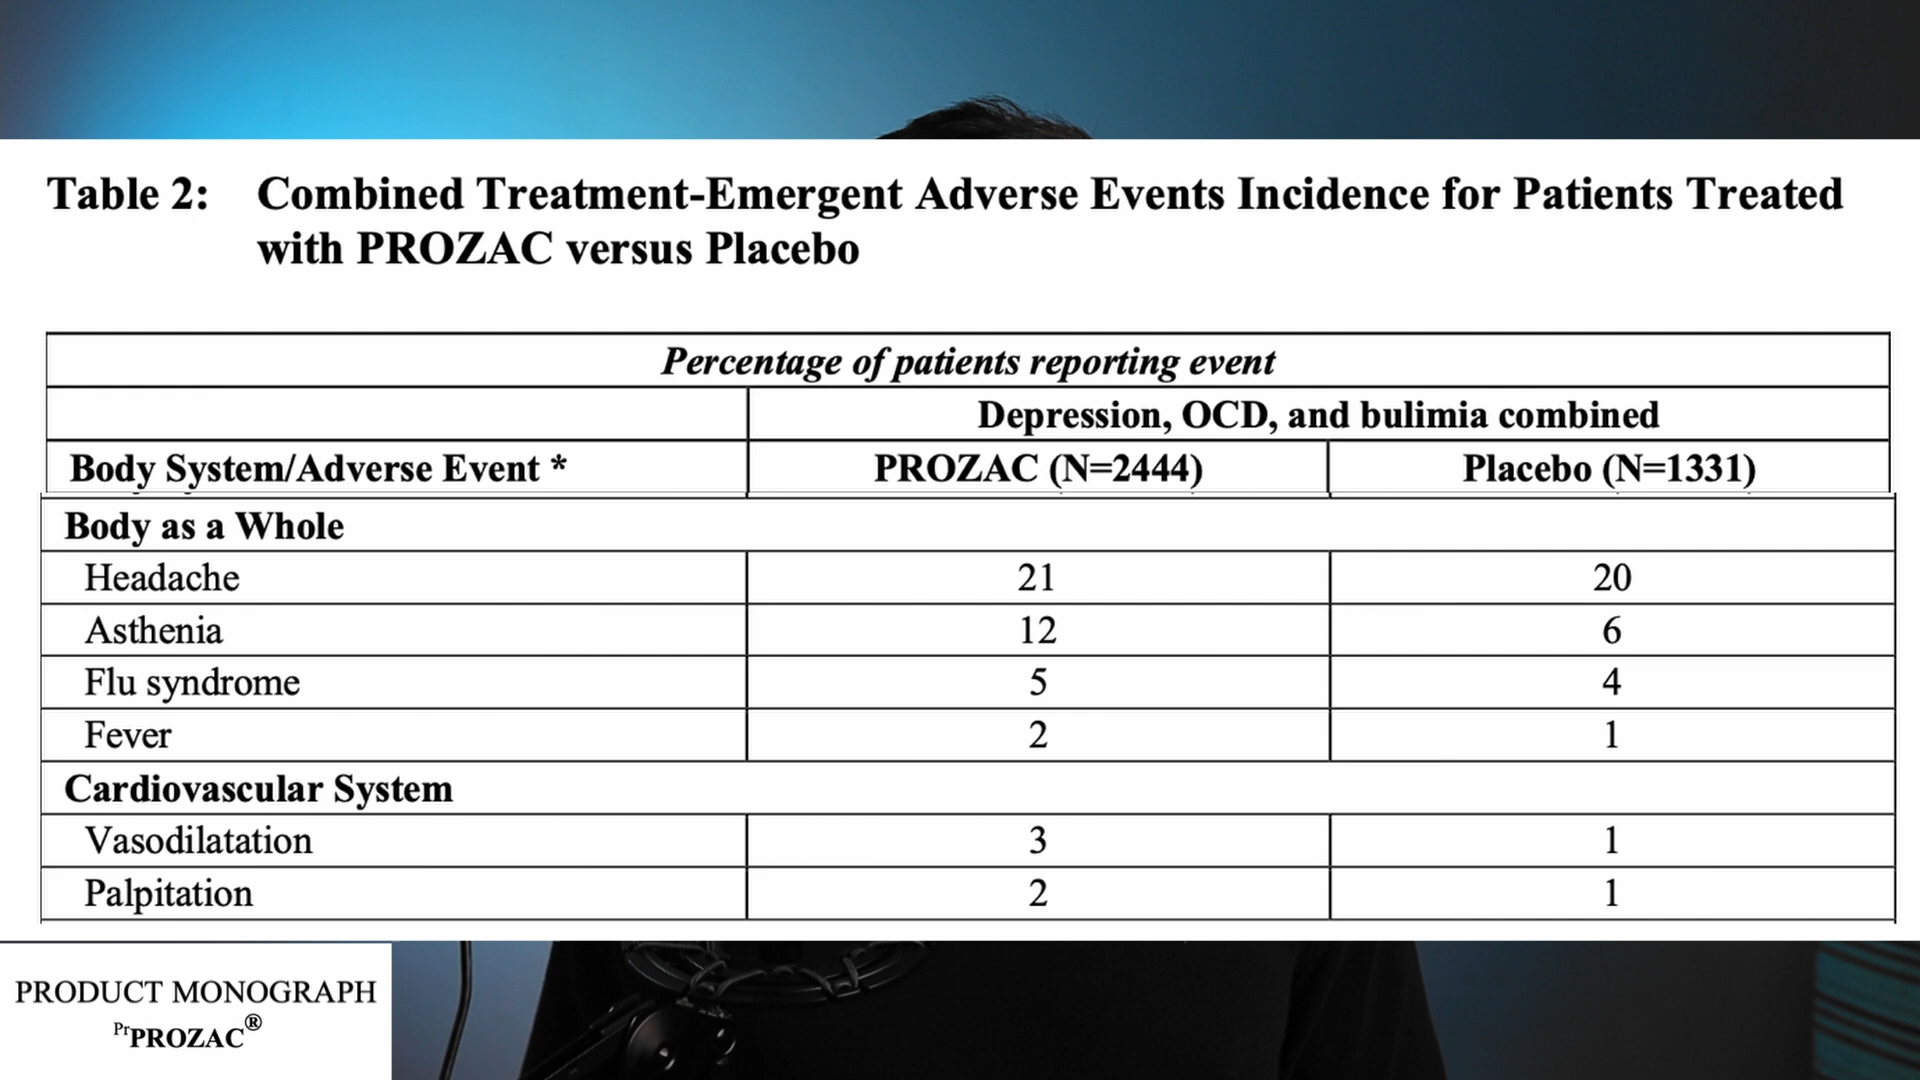 Table 2: Combined Treatment-Emergent Adverse Events Incidence for Patients Treated
with PROZAC versus Placebo
Percentage of patients reporting event
Depression, OCD, and bulimia combined
Body System/Adverse Event * PROZAC (N=2444) Placebo (N=1331)
Body as a Whole
Headache 21 20
Asthenia 12 6
Flu syndrome 5 4
Fever 2 1
Cardiovascular System
Vasodilatation 3 1
Palpitation 2 1
PRODUCT MONOGRAPH
PrPROZAC®